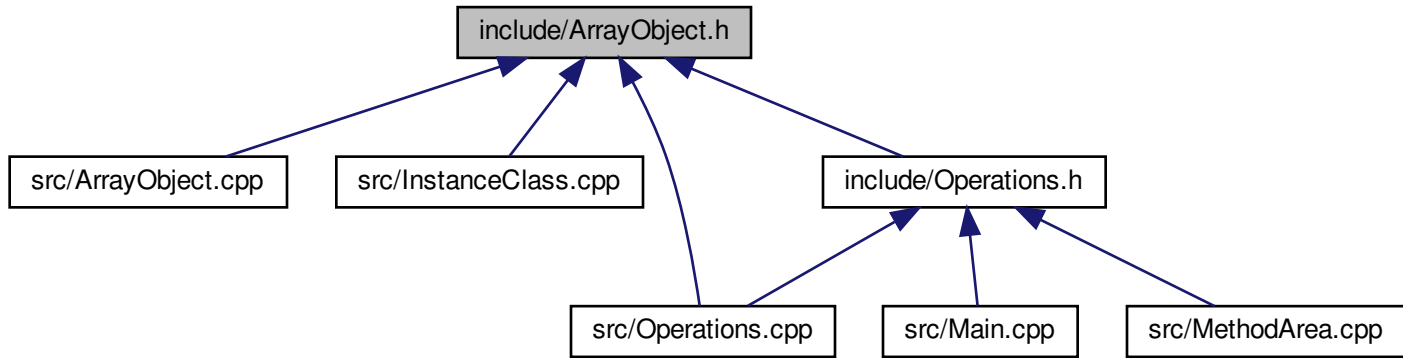 include/ArrayObject.h
src/ArrayObject.cpp
src/InstanceClass.cpp
include/Operations.h
src/Operations.cpp
src/Main.cpp
src/MethodArea.cpp